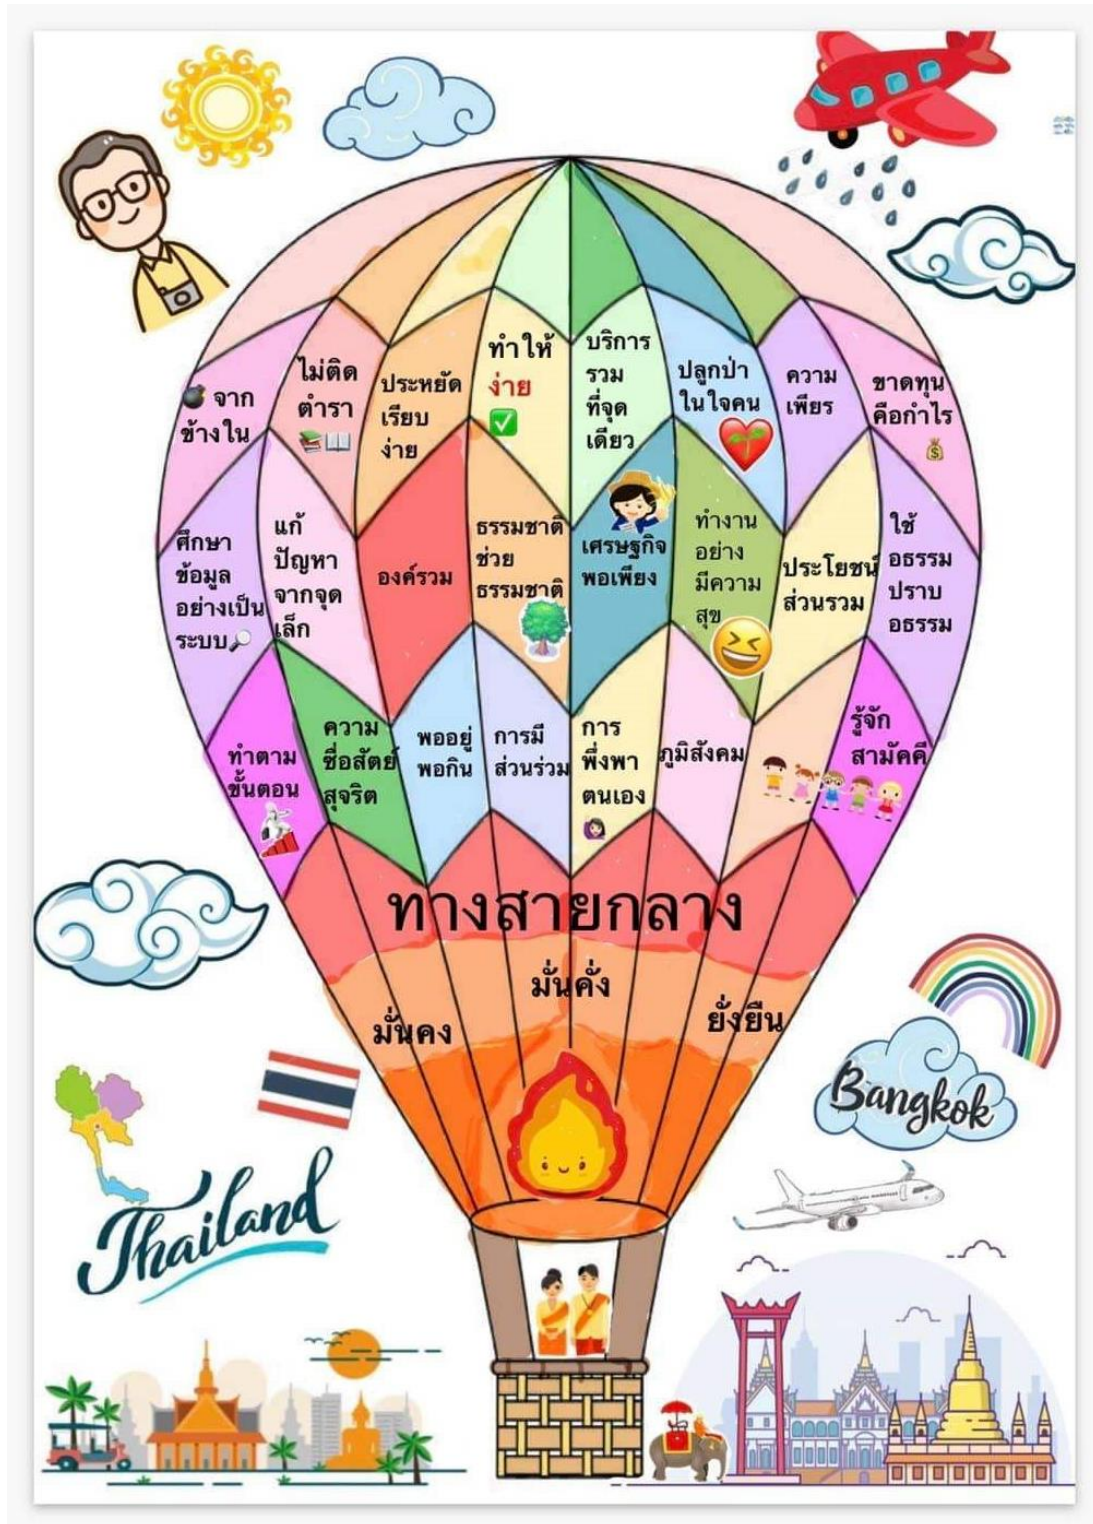 จาก
ข้างใน
ไม่ติด
ตำรา
ประหยัด
เรียบ
ง่าย
ทำให้
ง่าย
บริการ
รวม
ที่จุด
เดียว
ปลูกป่า
ในใจคน
ความ
เพียร
ขาดทุน
คือกำไร
ศึกษา
ข้อมูล
อย่างเป็น
ระบบ
แก้
ปัญหา
จากจุด
เล็ก
องค์รวม
ธรรมชาติ
ช่วย
ธรรมชาติ
เศรษฐกิจ
พอเพียง
ทำงาน
อย่าง
มีความ
สุข
ประโยชน์
ส่วนรวม
ใช้
อธรรม
ปราบ
อธรรม
ทำตาม
ขั้นตอน
ความ
ซื่อสัตย์
สุจริต
พออยู่
พอกิน
การมี
ส่วนร่วม
การ
พึ่งพา
ตนเอง
ภูมิสังคม
รู้จัก
สามัคคี
ทางสายกลาง
มั่นคั่ง
มั่นคง
ยั่งยืน
Bangkok
Thailand